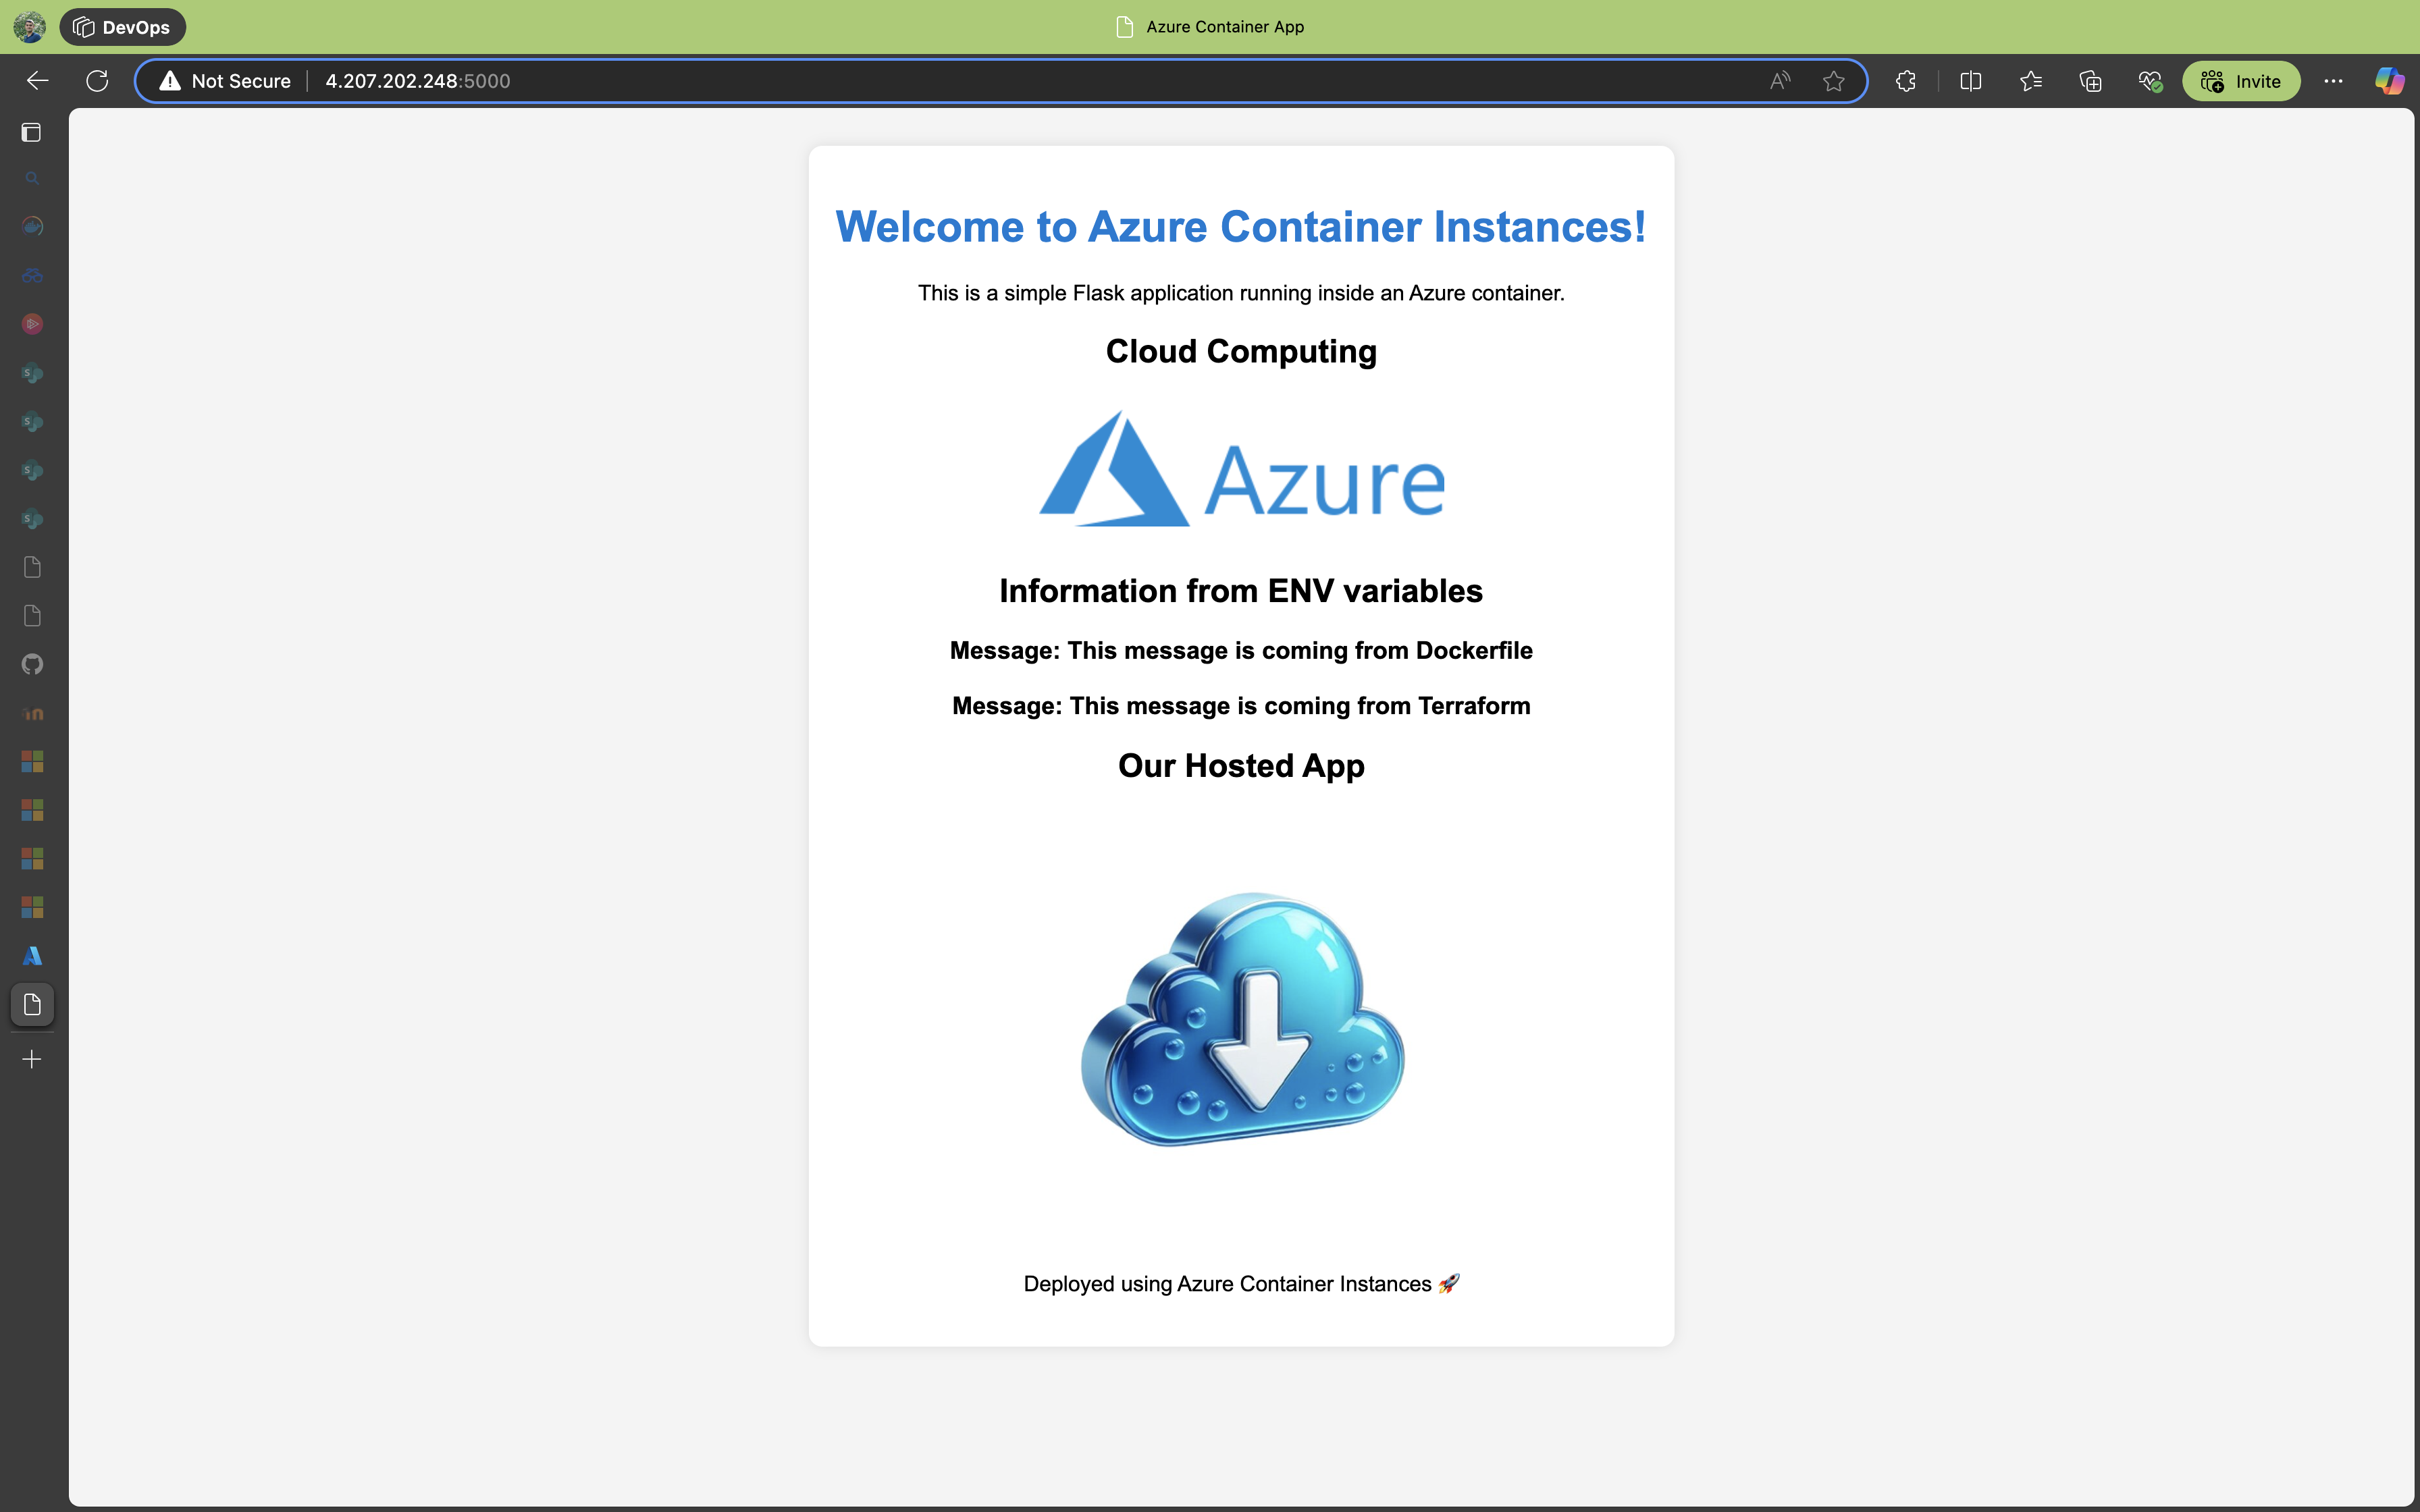 DevOps
Azure Container App
Not Secure
4.207.202.248:5000
Invite
Welcome to Azure Container Instances!
This is a simple Flask application running inside an Azure container.
Cloud Computing
Azure
Information from ENV variables
Message: This message is coming from Dockerfile
Message: This message is coming from Terraform
Our Hosted App
Deployed using Azure Container Instances 🚀